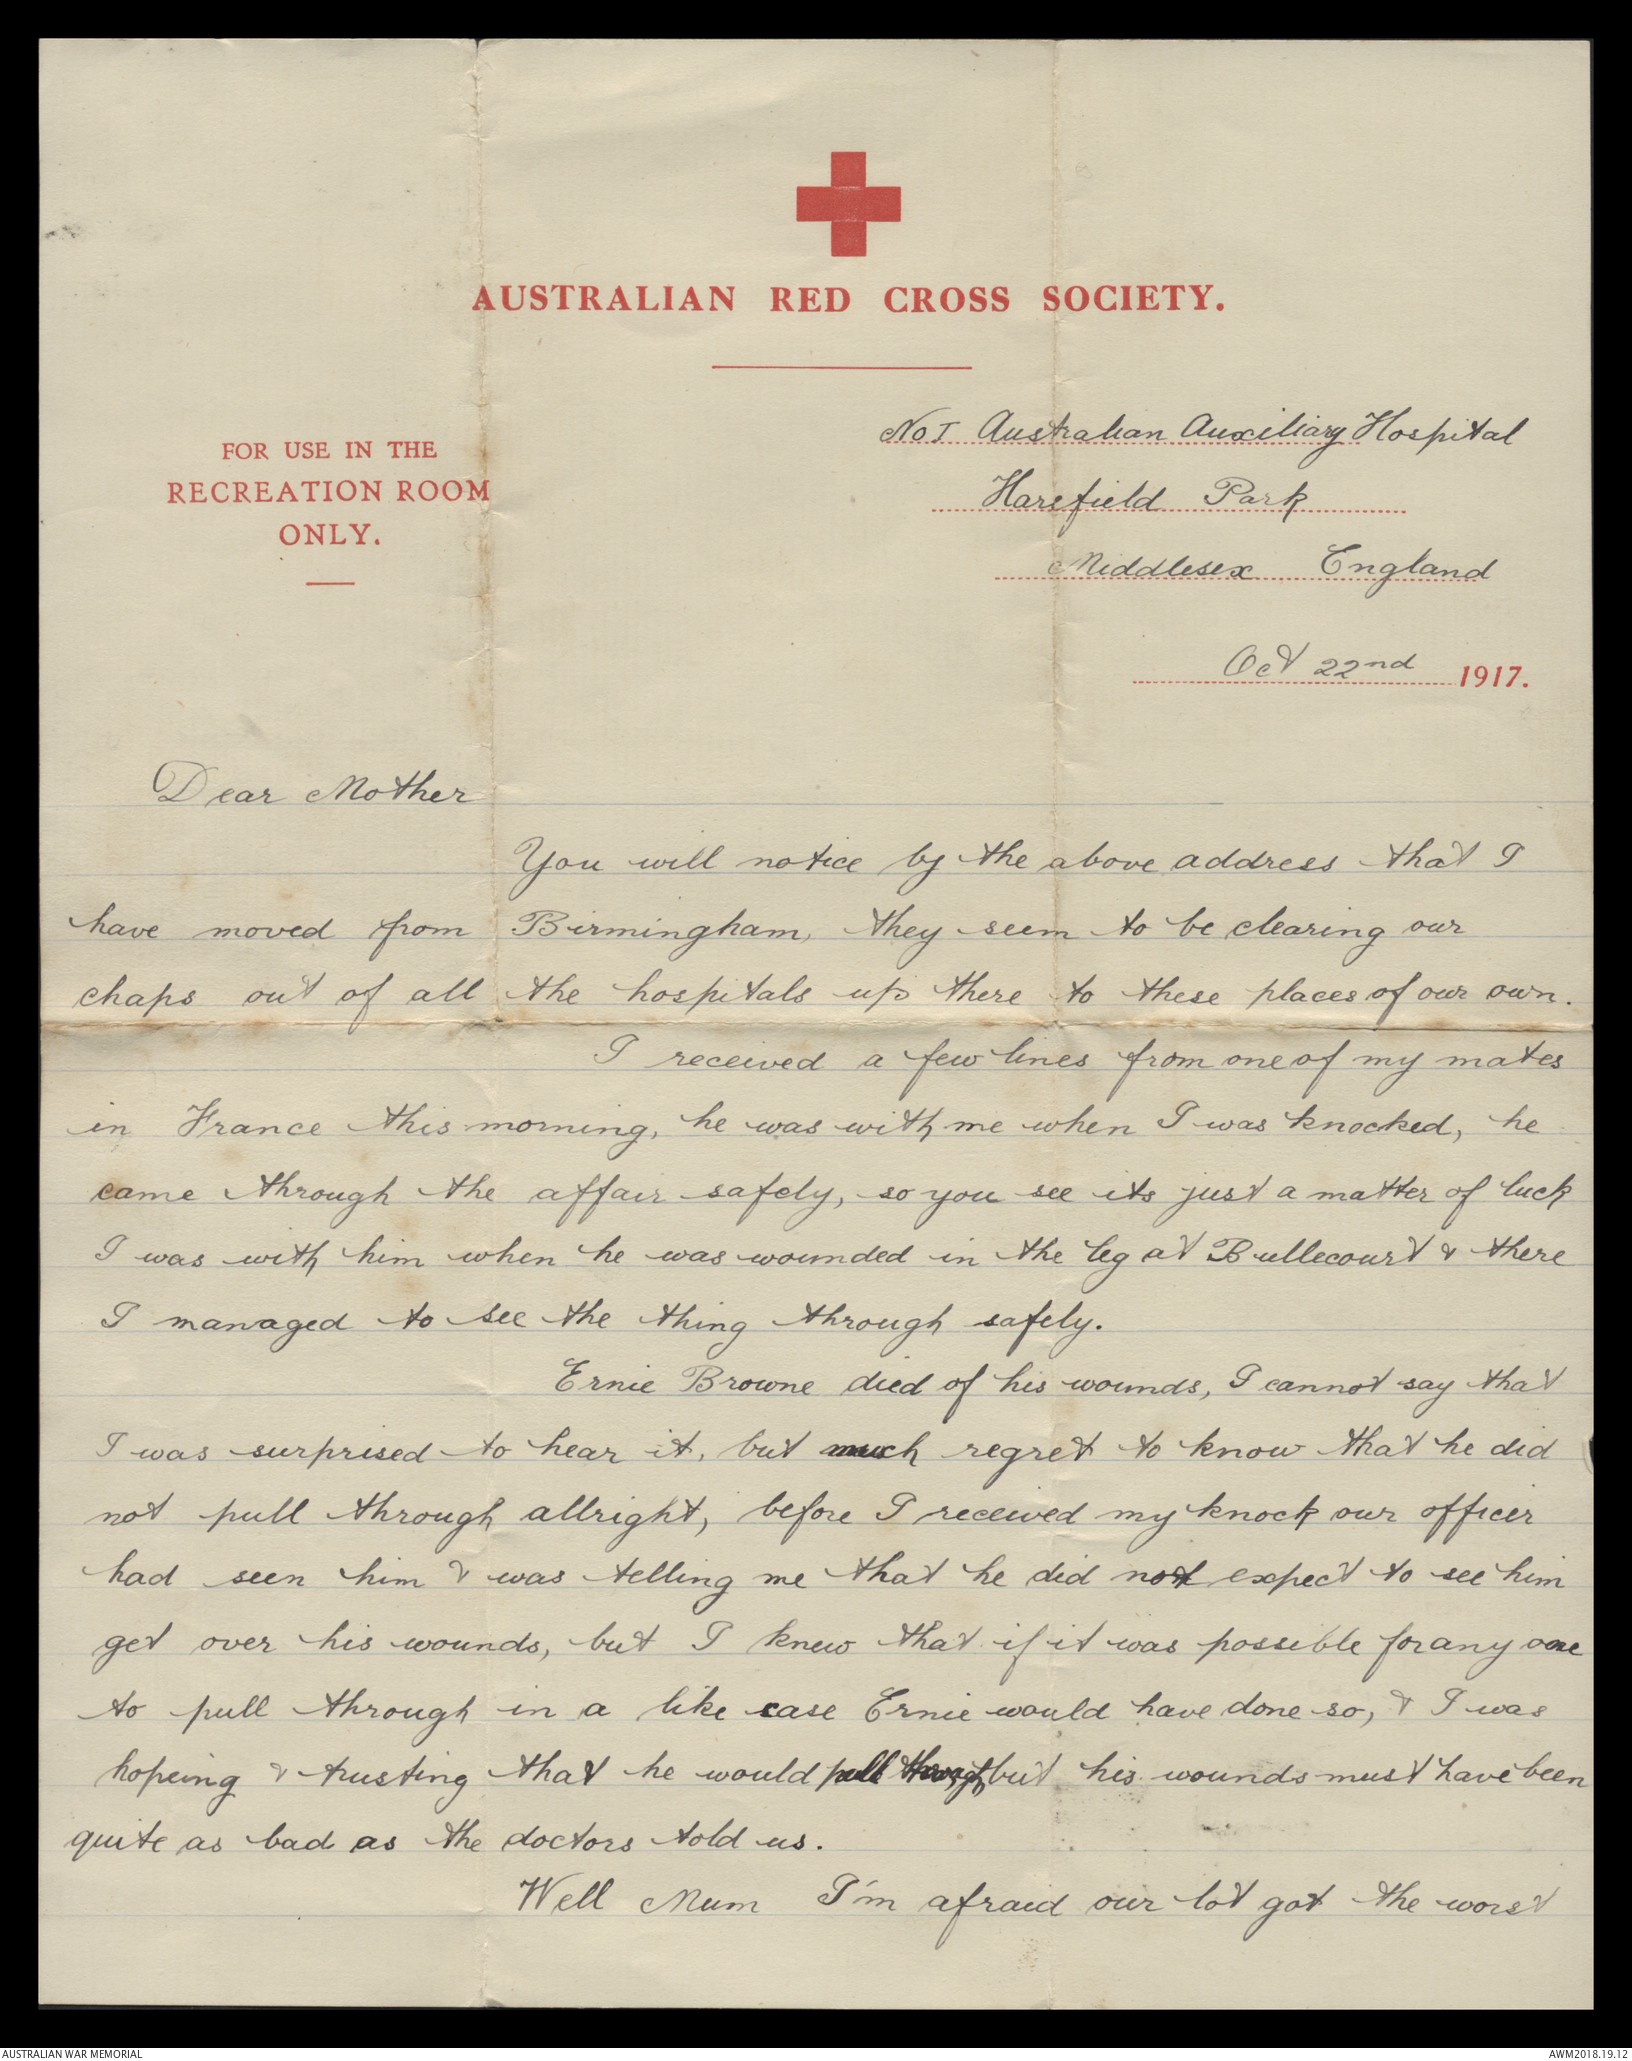 AUSTRALIAN RED CROSS SOCIETY.
FOR USE IN THE
RECREATION ROOM
ONLY.
No I Australian Auxiliary Hospital
Harefield Park
Middlesex England
Oct 22nd 1917.
Dear Mother
You will notice by the above address that I
have moved from Birmingham, they seem to be clearing our
chaps out of all the hospitals up there to these places of our own.
I received a few lines from one of my mates
in France this morning, he was with me when I was knocked, he
came through the affair safely, so you see its just a matter of luck
I was with him when he was wounded in the leg at Bullecourt & there
I managed to see the thing through safely.
Ernie Browne died of his wounds, I cannot say that
I was surprised to hear it, but much regret to know that he did
not pull through allright, before I received my knock our officer
had seen him & was telling me that he did not expect to see him
get over his wounds, but I knew that if it was possible for any one
to pull through in a like case Ernie would have done so, & I was
hopeing & trusting that he would pull through but his wounds must have been
quite as bad as the doctors told us.
Well Mum I'm afraid our lot got the worst
AUSTRALIAN WAR MEMORIAL
AWM2018.19.12